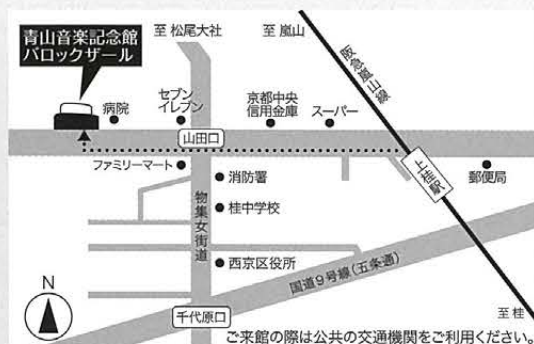 至 松尾大社
至 嵐山
青山音楽記念館
バロックザール
阪急嵐山線
病院
セブン
イレブン
京都中央
信用金庫
スーパー
山田口
ファミリーマート
消防署
上桂駅
郵便局
物集女街道
桂中学校
西京区役所
国道9号線(五条通)
N
千代原口
至 桂
ご来館の際は公共の交通機関をご利用ください。